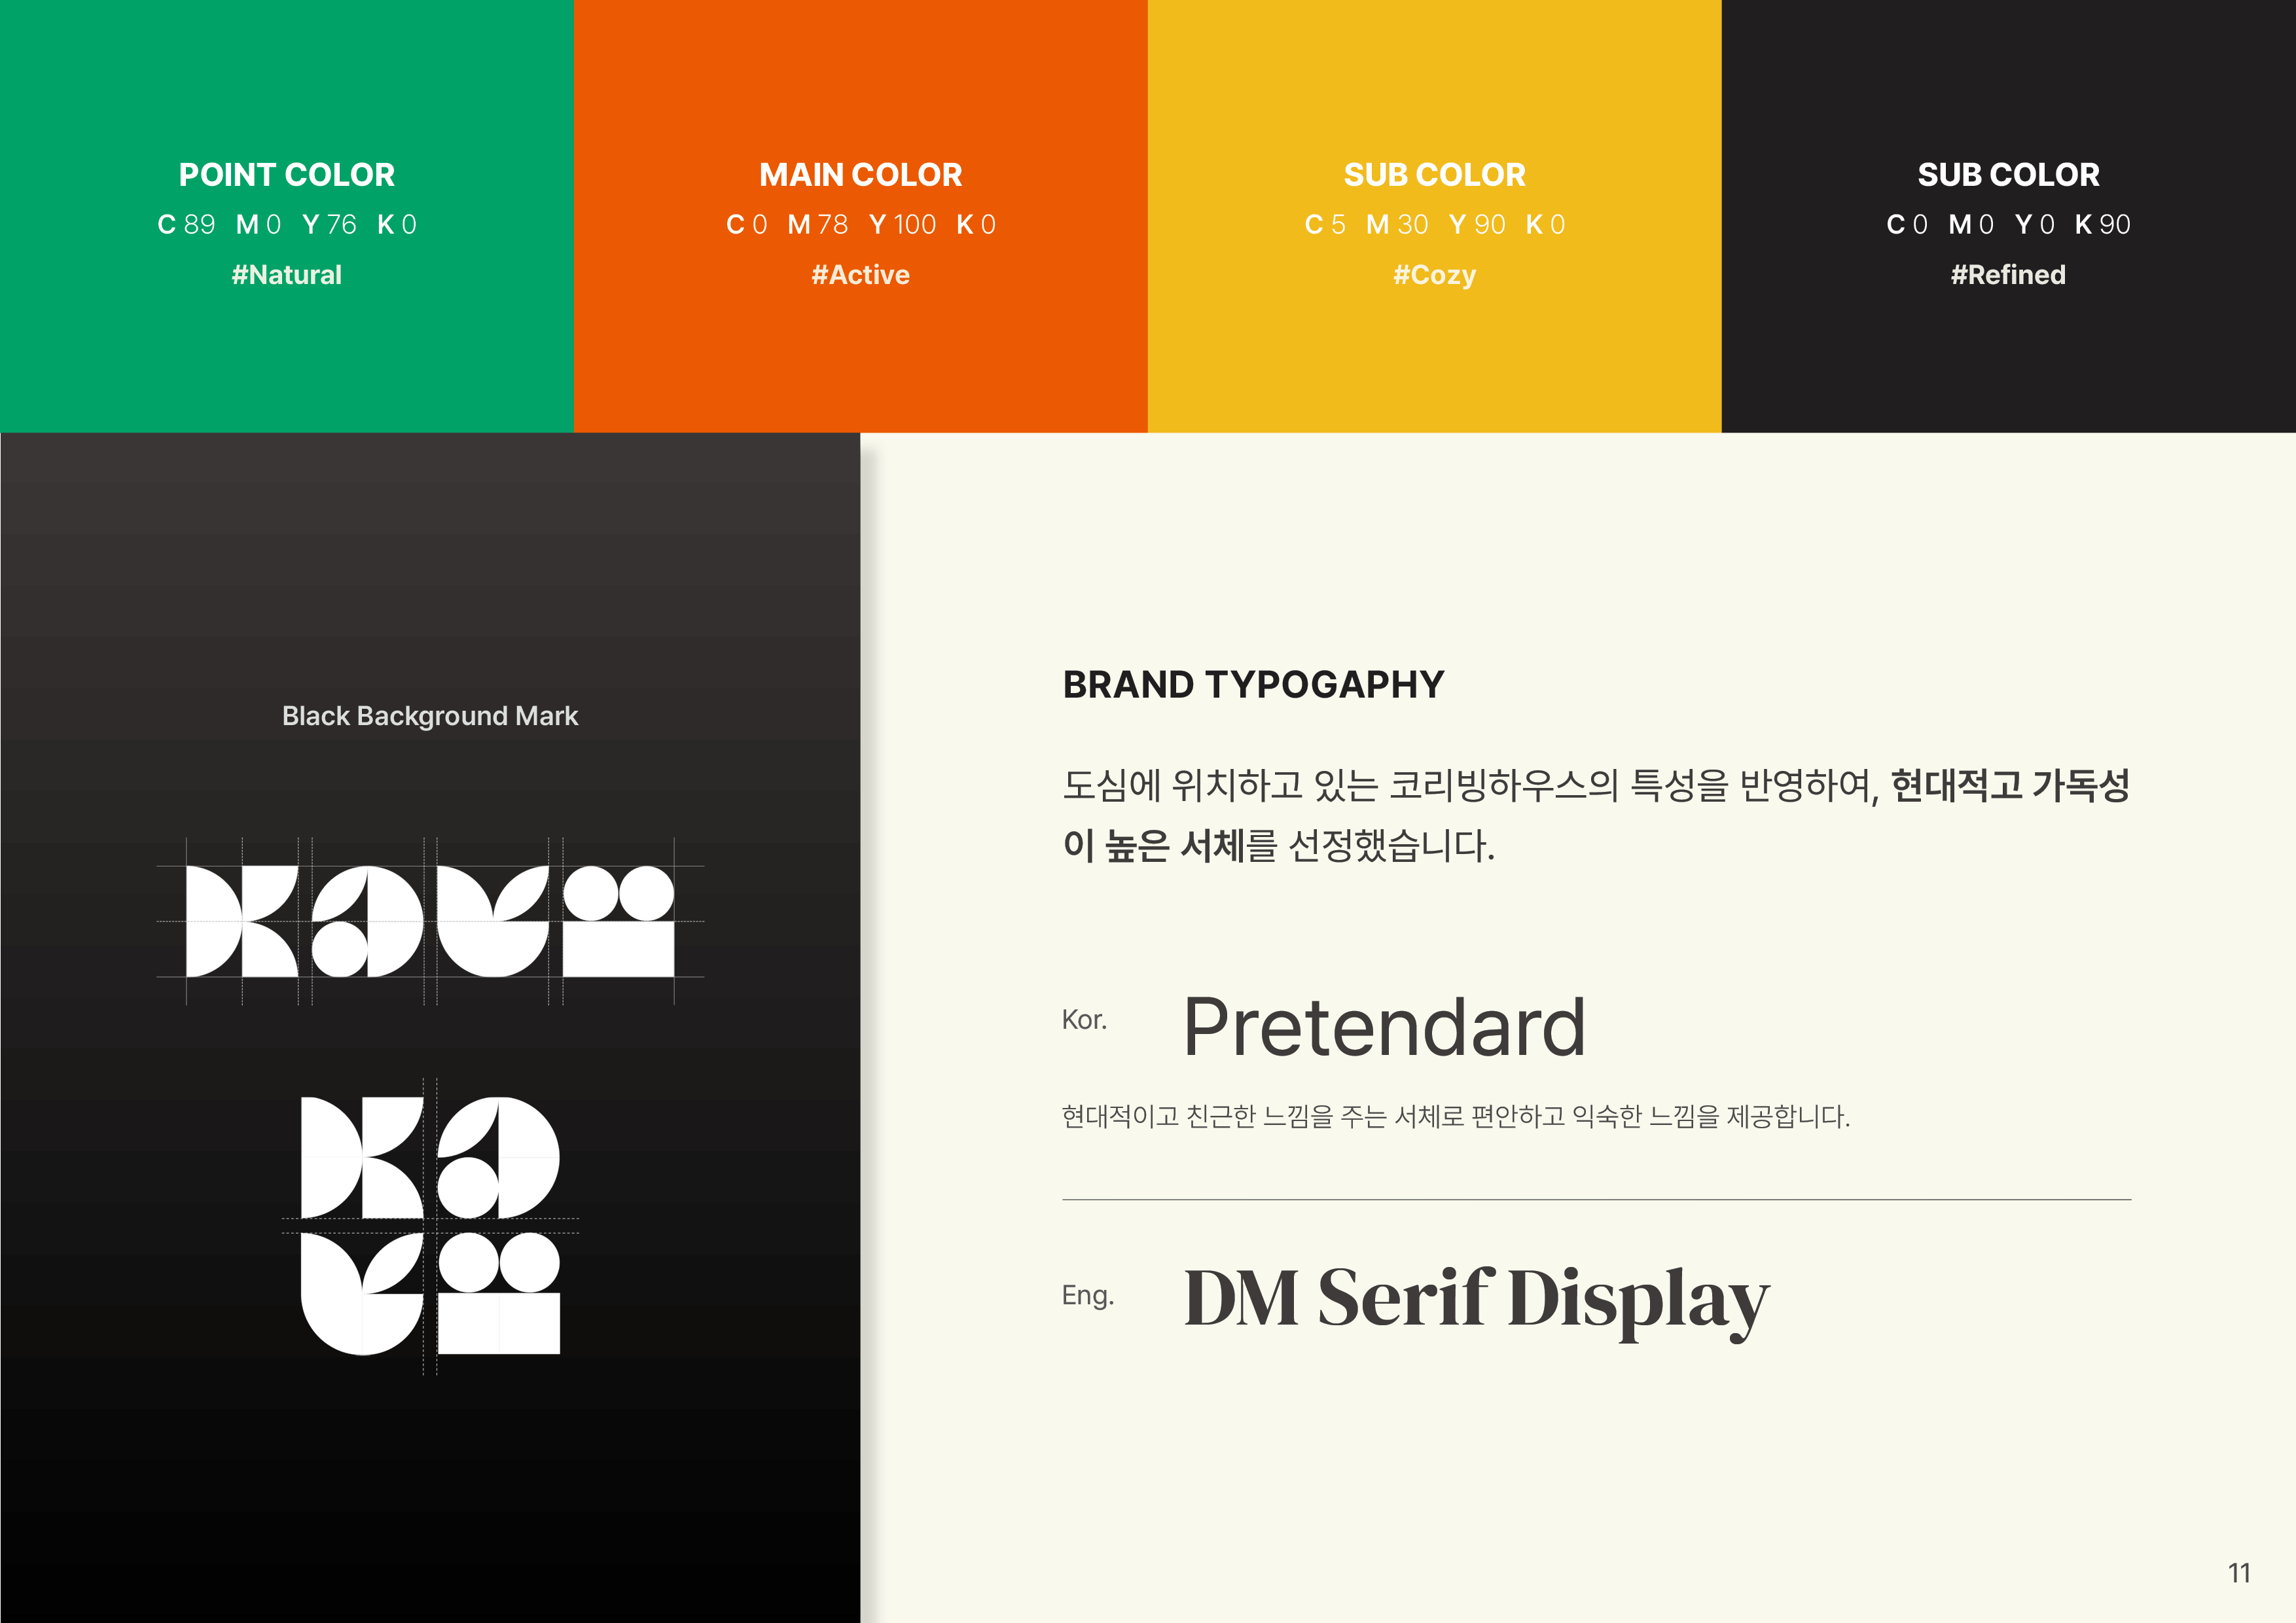 POINT COLOR
C 89 M 0 Y 76 K 0
#Natural
MAIN COLOR
C 0 M 78 Y 100 K 0
#Active
SUB COLOR
C 5 M 30 Y 90 K 0
#Cozy
SUB COLOR
C 0 M 0 Y 0 K 90
#Refined
Black Background Mark
BRAND TYPOGAPHY
도심에 위치하고 있는 코리빙하우스의 특성을 반영하여, 현대적고 가독성
이 높은 서체를 선정했습니다.
Kor. Pretendard
현대적이고 친근한 느낌을 주는 서체로 편안하고 익숙한 느낌을 제공합니다.
Eng. DM Serif Display
11